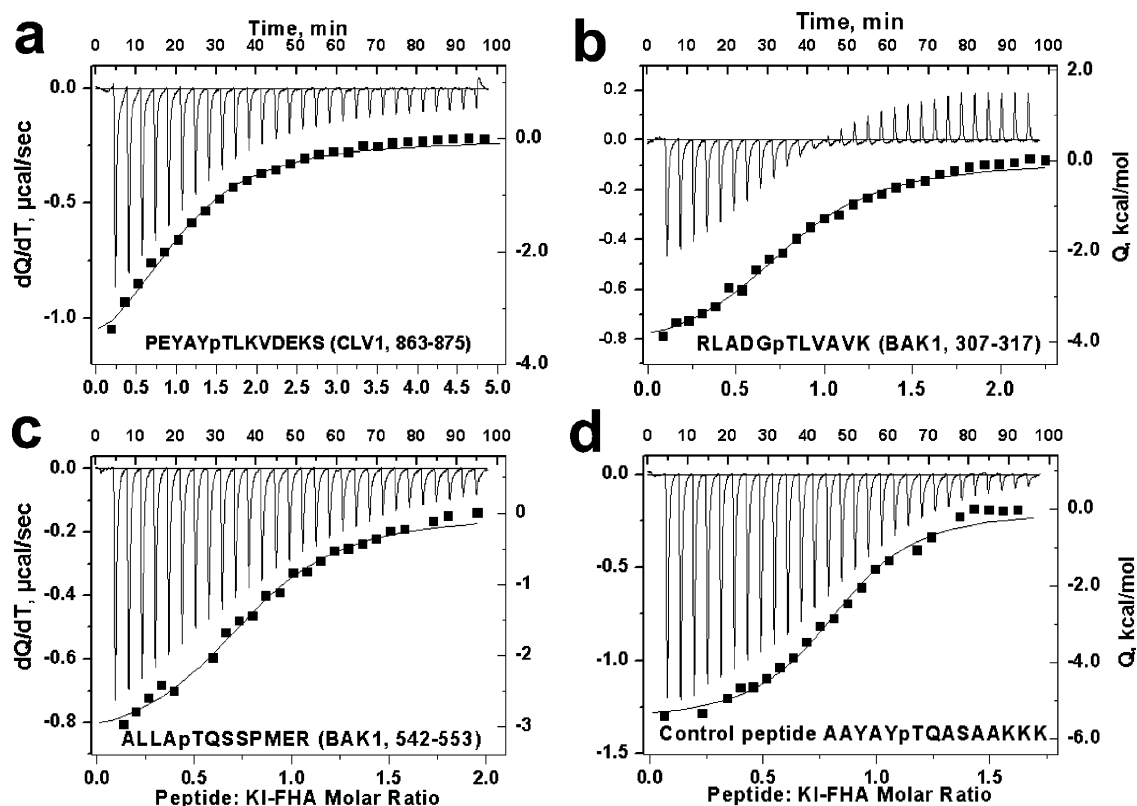 a
Time, min
0 10 20 30 40 50 60 70 80 90 100
dQ/dT, µcal/sec
0.0
-0.5
-1.0
0.0
-2.0
-4.0
PEYAYpTLKVDEKS (CLV1, 863-875)
0.0 0.5 1.0 1.5 2.0 2.5 3.0 3.5 4.0 4.5 5.0
b
Time, min
0 10 20 30 40 50 60 70 80 90 100
0.2
0.0
-0.2
-0.4
-0.6
-0.8
2.0
0.0
-2.0
-4.0
Q, kcal/mol
RLADGpTLVAVK (BAK1, 307-317)
0.0 0.5 1.0 1.5 2.0
c
0 10 20 30 40 50 60 70 80 90 100
dQ/dT, µcal/sec
0.0
-0.2
-0.4
-0.6
-0.8
0
-1
-2
-3
ALLApTQSSPMER (BAK1, 542-553)
0.0 0.5 1.0 1.5 2.0
Peptide: KI-FHA Molar Ratio
d
0 10 20 30 40 50 60 70 80 90 100
0.0
-0.5
-1.0
-1.5
0.0
-2.0
-4.0
-6.0
Q, kcal/mol
Control peptide AAYAYpTQASAAKKK
0.0 0.5 1.0 1.5
Peptide: KI-FHA Molar Ratio